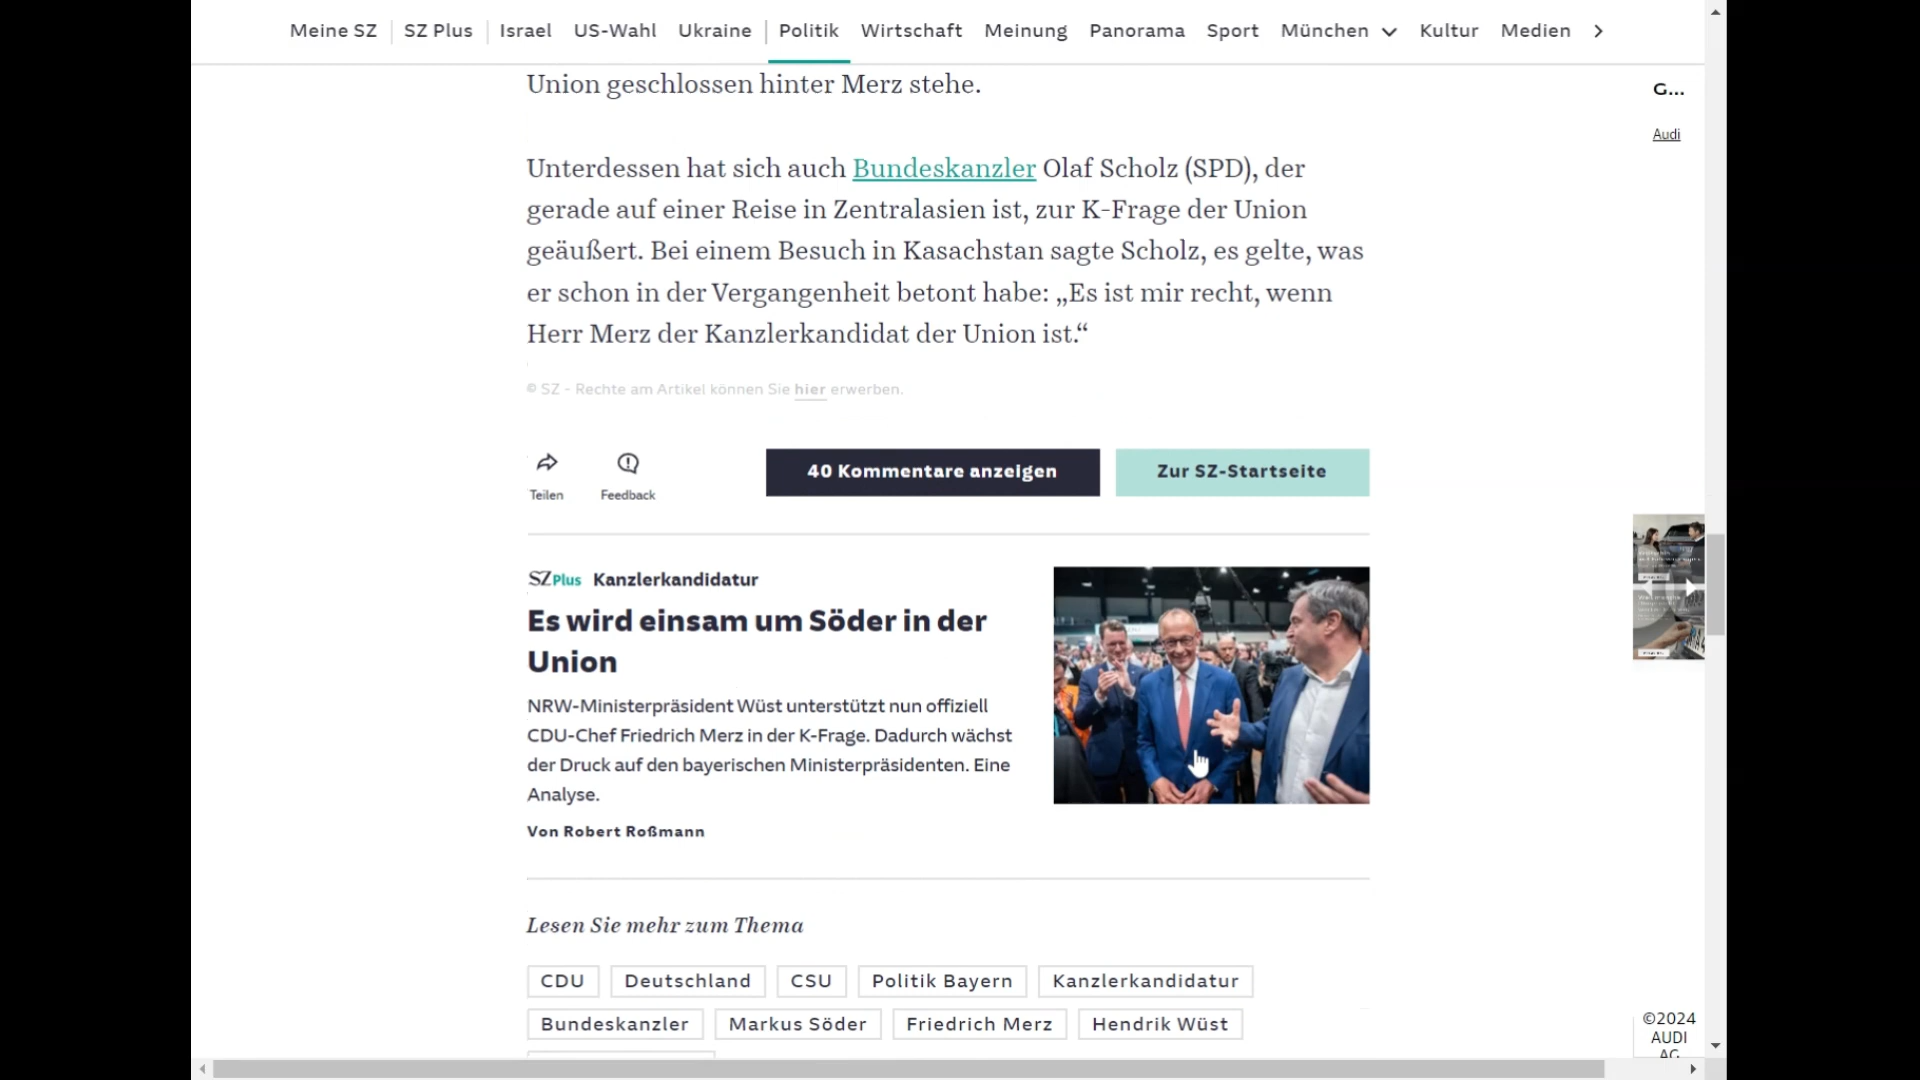 Meine SZ SZ Plus Israel US-Wahl Ukraine Politik Wirtschaft Meinung Panorama Sport München Kultur Medien
Union geschlossen hinter Merz stehe.
G...
Audi
Unterdessen hat sich auch Bundeskanzler Olaf Scholz (SPD), der
gerade auf einer Reise in Zentralasien ist, zur K-Frage der Union
geäußert. Bei einem Besuch in Kasachstan sagte Scholz, es gelte, was
er schon in der Vergangenheit betont habe: „Es ist mir recht, wenn
Herr Merz der Kanzlerkandidat der Union ist.“
© SZ - Rechte am Artikel können Sie hier erwerben.
Teilen
Feedback
40 Kommentare anzeigen
Zur SZ-Startseite
SZPlus Kanzlerkandidatur
Es wird einsam um Söder in der
Union
NRW-Ministerpräsident Wüst unterstützt nun offiziell
CDU-Chef Friedrich Merz in der K-Frage. Dadurch wächst
der Druck auf den bayerischen Ministerpräsidenten. Eine
Analyse.
Von Robert Roßmann
Lesen Sie mehr zum Thema
CDU Deutschland CSU Politik Bayern Kanzlerkandidatur
Bundeskanzler Markus Söder Friedrich Merz Hendrik Wüst
©2024
AUDI
AG